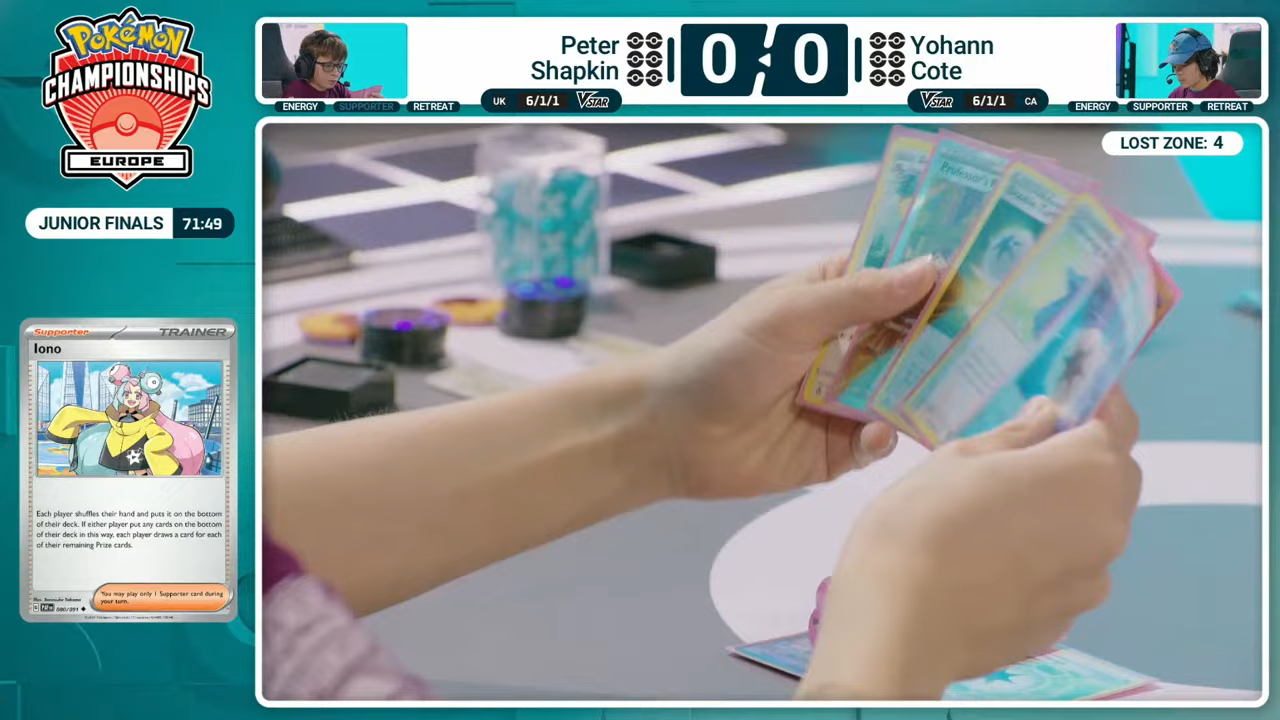 Pokémon
CHAMPIONSHIPS
EUROPE
JUNIOR FINALS 71:49
Peter
Shapkin
0 0
Yohann
Cote
ENERGY SUPPORTER RETREAT
UK 6/1/1 VSTAR
VSTAR 6/1/1 CA
ENERGY SUPPORTER RETREAT
LOST ZONE: 4
Professor's
Supporter TRAINER
Iono
Each player shuffles their hand and puts it on the bottom
of their deck. If either player put any cards on the bottom
of their deck in this way, each player draws a card for each
of their remaining Prize cards.
You may play only 1 Supporter card during
your turn.
080/091